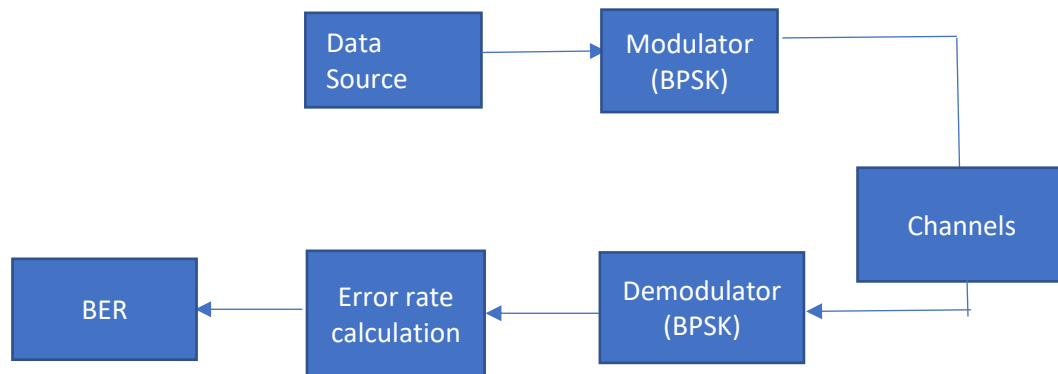 Data
Source
Modulator
(BPSK)
Channels
Demodulator
(BPSK)
Error rate
calculation
BER